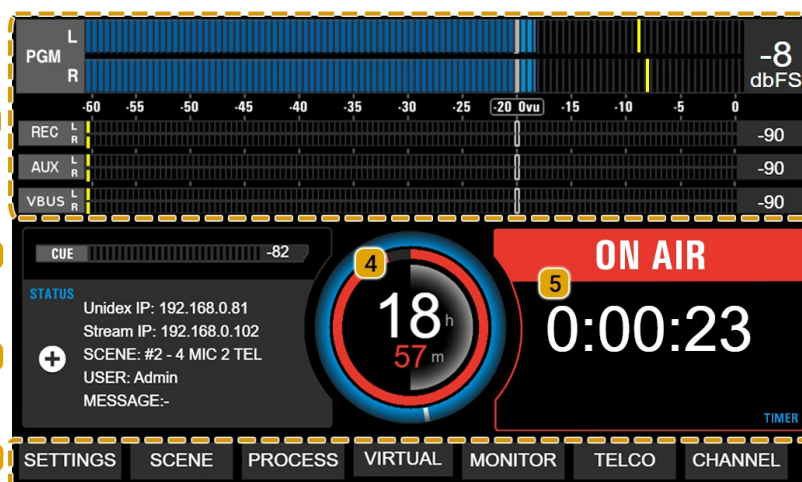 L
PGM
R
-8
dbFS
-60 -55 -50 -45 -40 -35 -30 -25 -20 0vu -15 -10 -5 0
REC L R -90
AUX L R -90
VBUS L R -90
CUE -82
4
ON AIR
5
STATUS
Unidex IP: 192.168.0.81
Stream IP: 192.168.0.102
SCENE: #2 - 4 MIC 2 TEL
USER: Admin
MESSAGE:-
18 h
57 m
0:00:23
TIMER
SETTINGS SCENE PROCESS VIRTUAL MONITOR TELCO CHANNEL